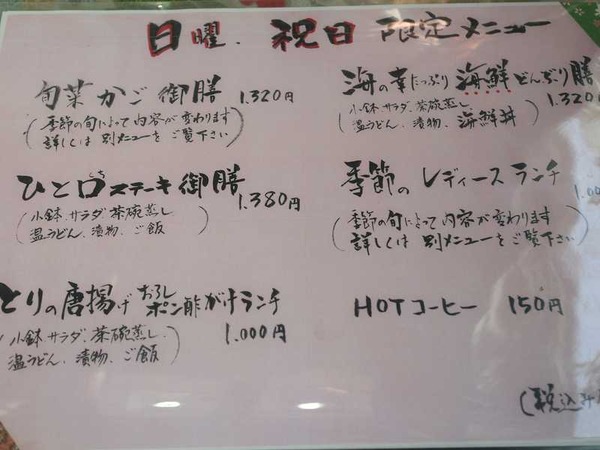 日曜、祝日 限定メニュー
旬菜かご御膳 1.320円
(季節の旬によって内容が変わります
詳しくは 別メニューをご覧下さい)
ひと口ステーキ御膳 1.380円
くち
(小鉢、サラダ、茶碗蒸し、
温うどん、漬物、ご飯)
とりの唐揚げ おろしポン酢がけランチ
1.000円
(小鉢、サラダ、茶碗蒸し、
温うどん、漬物、ご飯)
海の幸たっぷり 海鮮どんぶり膳
1.320
(小鉢、サラダ、茶碗蒸し、
温うどん、漬物、海鮮丼)
季節の レディースランチ
(季節の旬によって内容が変わります
詳しくは 別メニューをご覧下さい)
HOTコーヒー 150円
(税込み